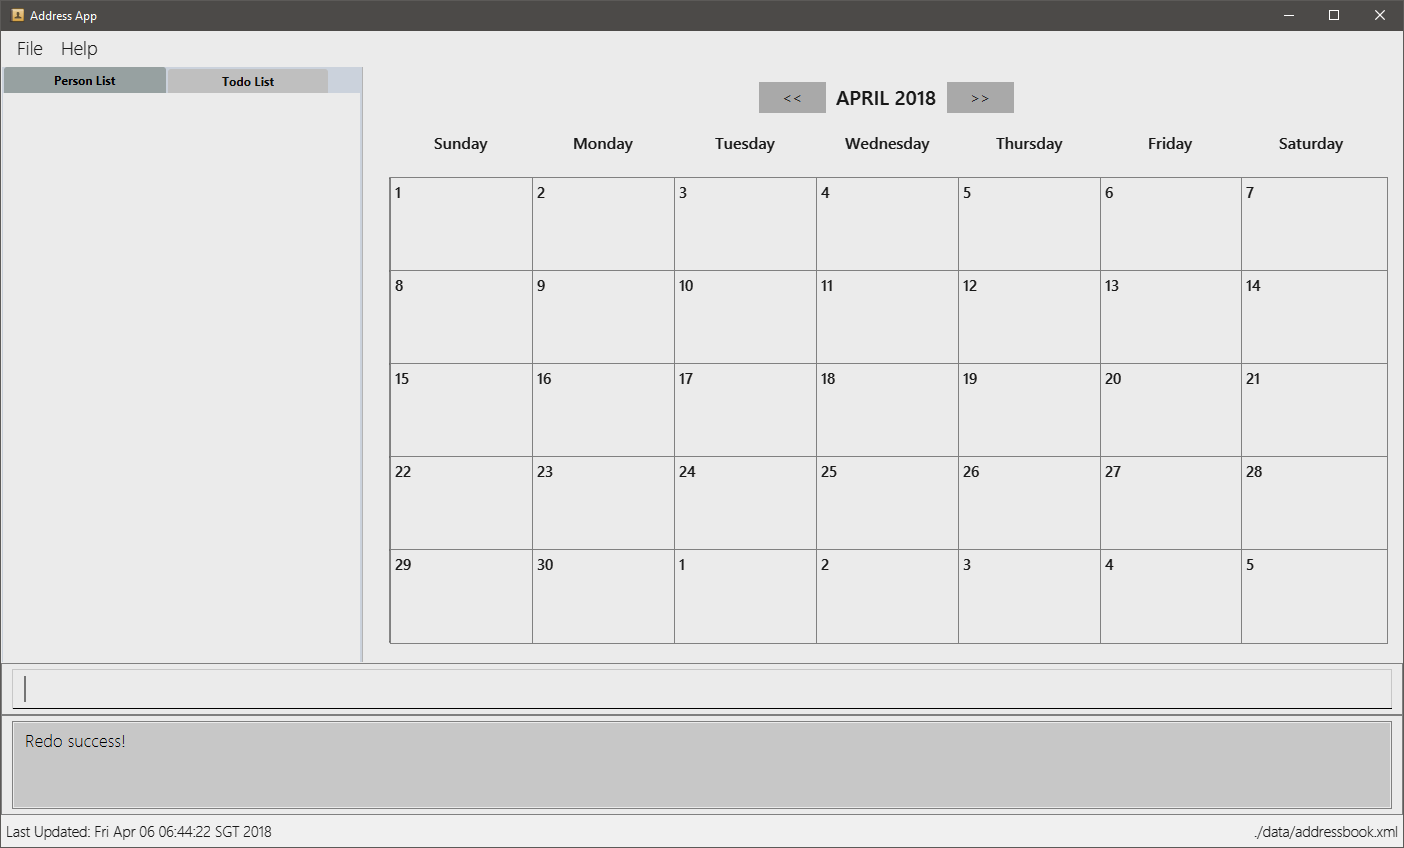 Address App
File Help
Person List Todo List
<< APRIL 2018 >>
Sunday Monday Tuesday Wednesday Thursday Friday Saturday
1 2 3 4 5 6 7
8 9 10 11 12 13 14
15 16 17 18 19 20 21
22 23 24 25 26 27 28
29 30 1 2 3 4 5
Redo success!
Last Updated: Fri Apr 06 06:44:22 SGT 2018 ./data/addressbook.xml